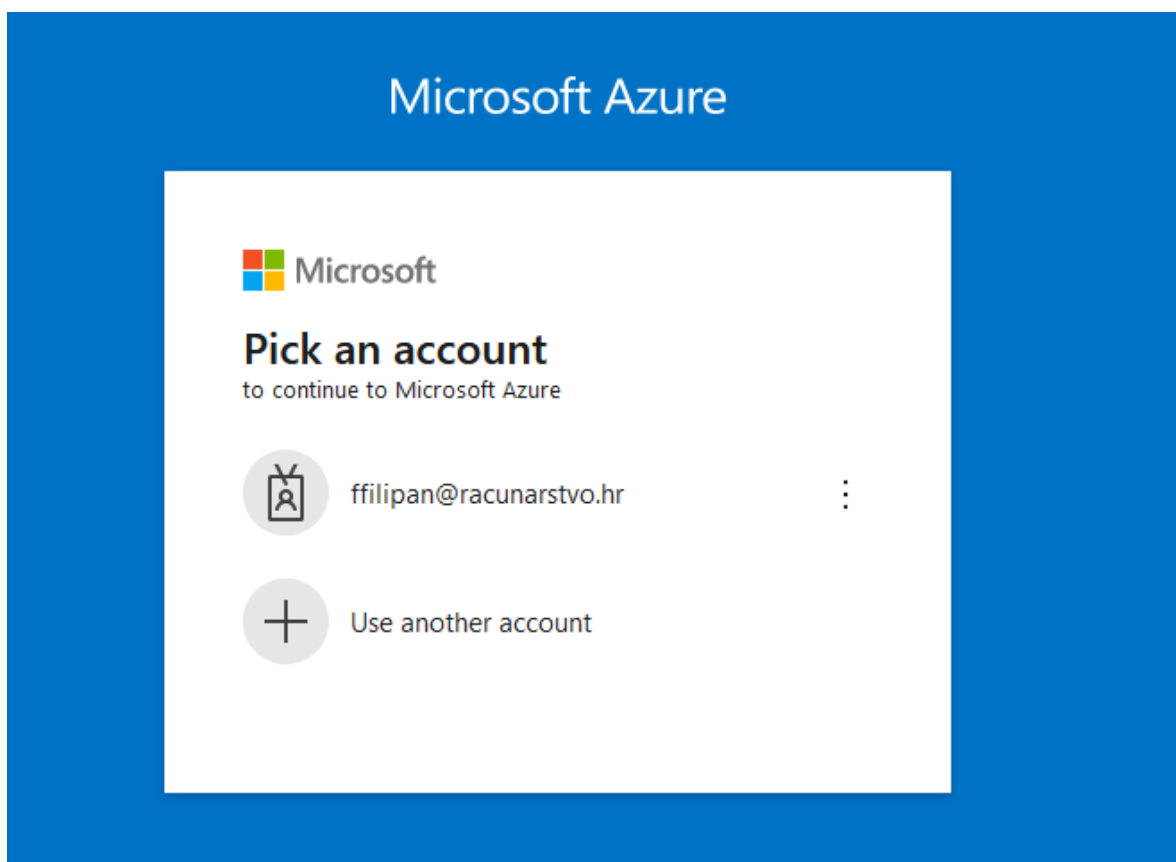 Microsoft Azure
Microsoft
Pick an account
to continue to Microsoft Azure
ffilipan@racunarstvo.hr
Use another account